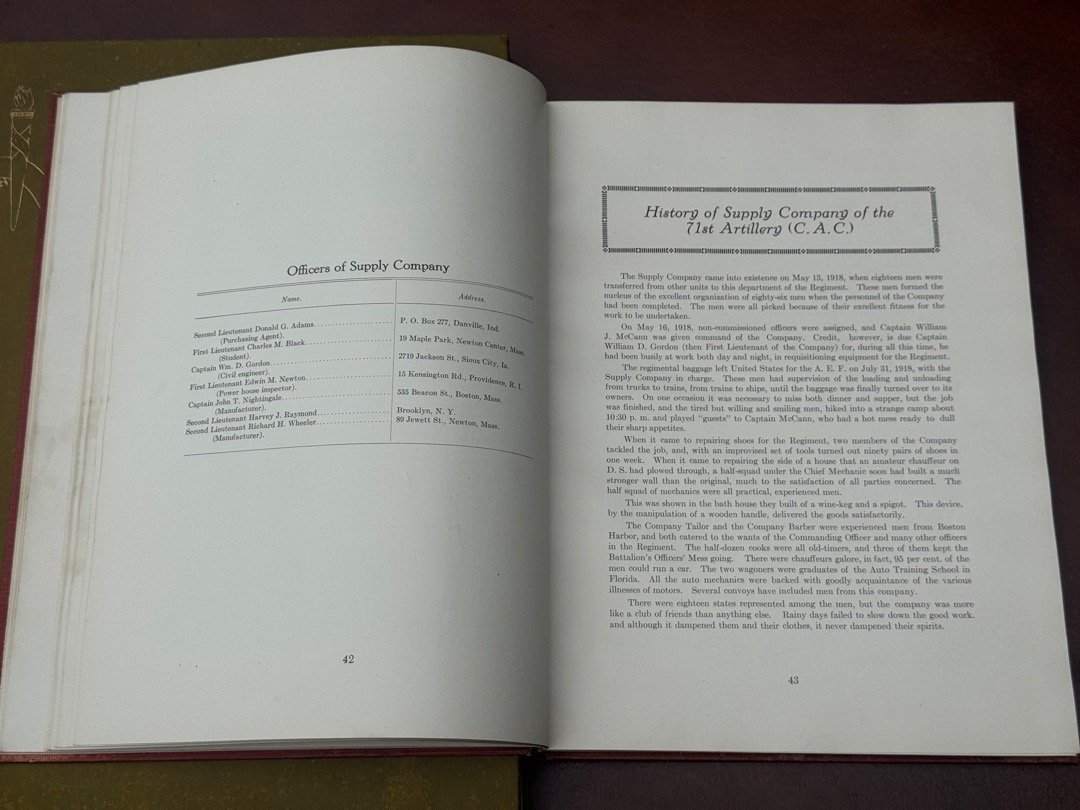 Officers of Supply Company
Name. Address.
Second Lieutenant Donald G. Adams.................... P. O. Box 277, Danville, Ind.
(Purchasing Agent).
First Lieutenant Charles M. Black.................... 19 Maple Park, Newton Center, Mass.
(Student).
Captain Wm. D. Gordon.................... 2719 Jackson St., Sioux City, Ia.
(Civil engineer).
First Lieutenant Edwin M. Newton.................... 15 Kensington Rd., Providence, R. I.
(Power house inspector).
Captain John T. Nightingale.................... 535 Beacon St., Boston, Mass.
(Manufacturer).
Second Lieutenant Harvey J. Raymond.................... Brooklyn, N. Y.
Second Lieutenant Richard H. Wheeler.................... 89 Jewett St., Newton, Mass.
(Manufacturer).
42
History of Supply Company of the
71st Artillery (C. A. C.)
The Supply Company came into existence on May 13, 1918, when eighteen men were
transferred from other units to this department of the Regiment. These men formed the
nucleus of the excellent organization of eighty-six men when the personnel of the Company
had been completed. The men were all picked because of their excellent fitness for the
work to be undertaken.
On May 16, 1918, non-commissioned officers were assigned, and Captain William
J. McCann was given command of the Company. Credit, however, is due Captain
William D. Gordon (then First Lieutenant of the Company) for, during all this time, he
had been busily at work both day and night, in requisitioning equipment for the Regiment.
The regimental baggage left United States for the A. E. F. on July 31, 1918, with the
Supply Company in charge. These men had supervision of the loading and unloading
from trucks to trains, from trains to ships, until the baggage was finally turned over to its
owners. On one occasion it was necessary to miss both dinner and supper, but the job
was finished, and the tired but willing and smiling men, hiked into a strange camp about
10:30 p. m. and played "guests" to Captain McCann, who had a hot mess ready to dull
their sharp appetites.
When it came to repairing shoes for the Regiment, two members of the Company
tackled the job, and, with an improvised set of tools turned out ninety pairs of shoes in
one week. When it came to repairing the side of a house that an amateur chauffeur on
D. S. had plowed through, a half-squad under the Chief Mechanic soon had built a much
stronger wall than the original, much to the satisfaction of all parties concerned. The
half squad of mechanics were all practical, experienced men.
This was shown in the bath house they built of a wine-keg and a spigot. This device,
by the manipulation of a wooden handle, delivered the goods satisfactorily.
The Company Tailor and the Company Barber were experienced men from Boston
Harbor, and both catered to the wants of the Commanding Officer and many other officers
in the Regiment. The half-dozen cooks were all old-timers, and three of them kept the
Battalion's Officers' Mess going. There were chauffeurs galore, in fact, 95 per cent. of the
men could run a car. The two wagoners were graduates of the Auto Training School in
Florida. All the auto mechanics were backed with goodly acquaintance of the various
illnesses of motors. Several convoys have included men from this company.
There were eighteen states represented among the men, but the company was more
like a club of friends than anything else. Rainy days failed to slow down the good work,
and although it dampened them and their clothes, it never dampened their spirits.
43